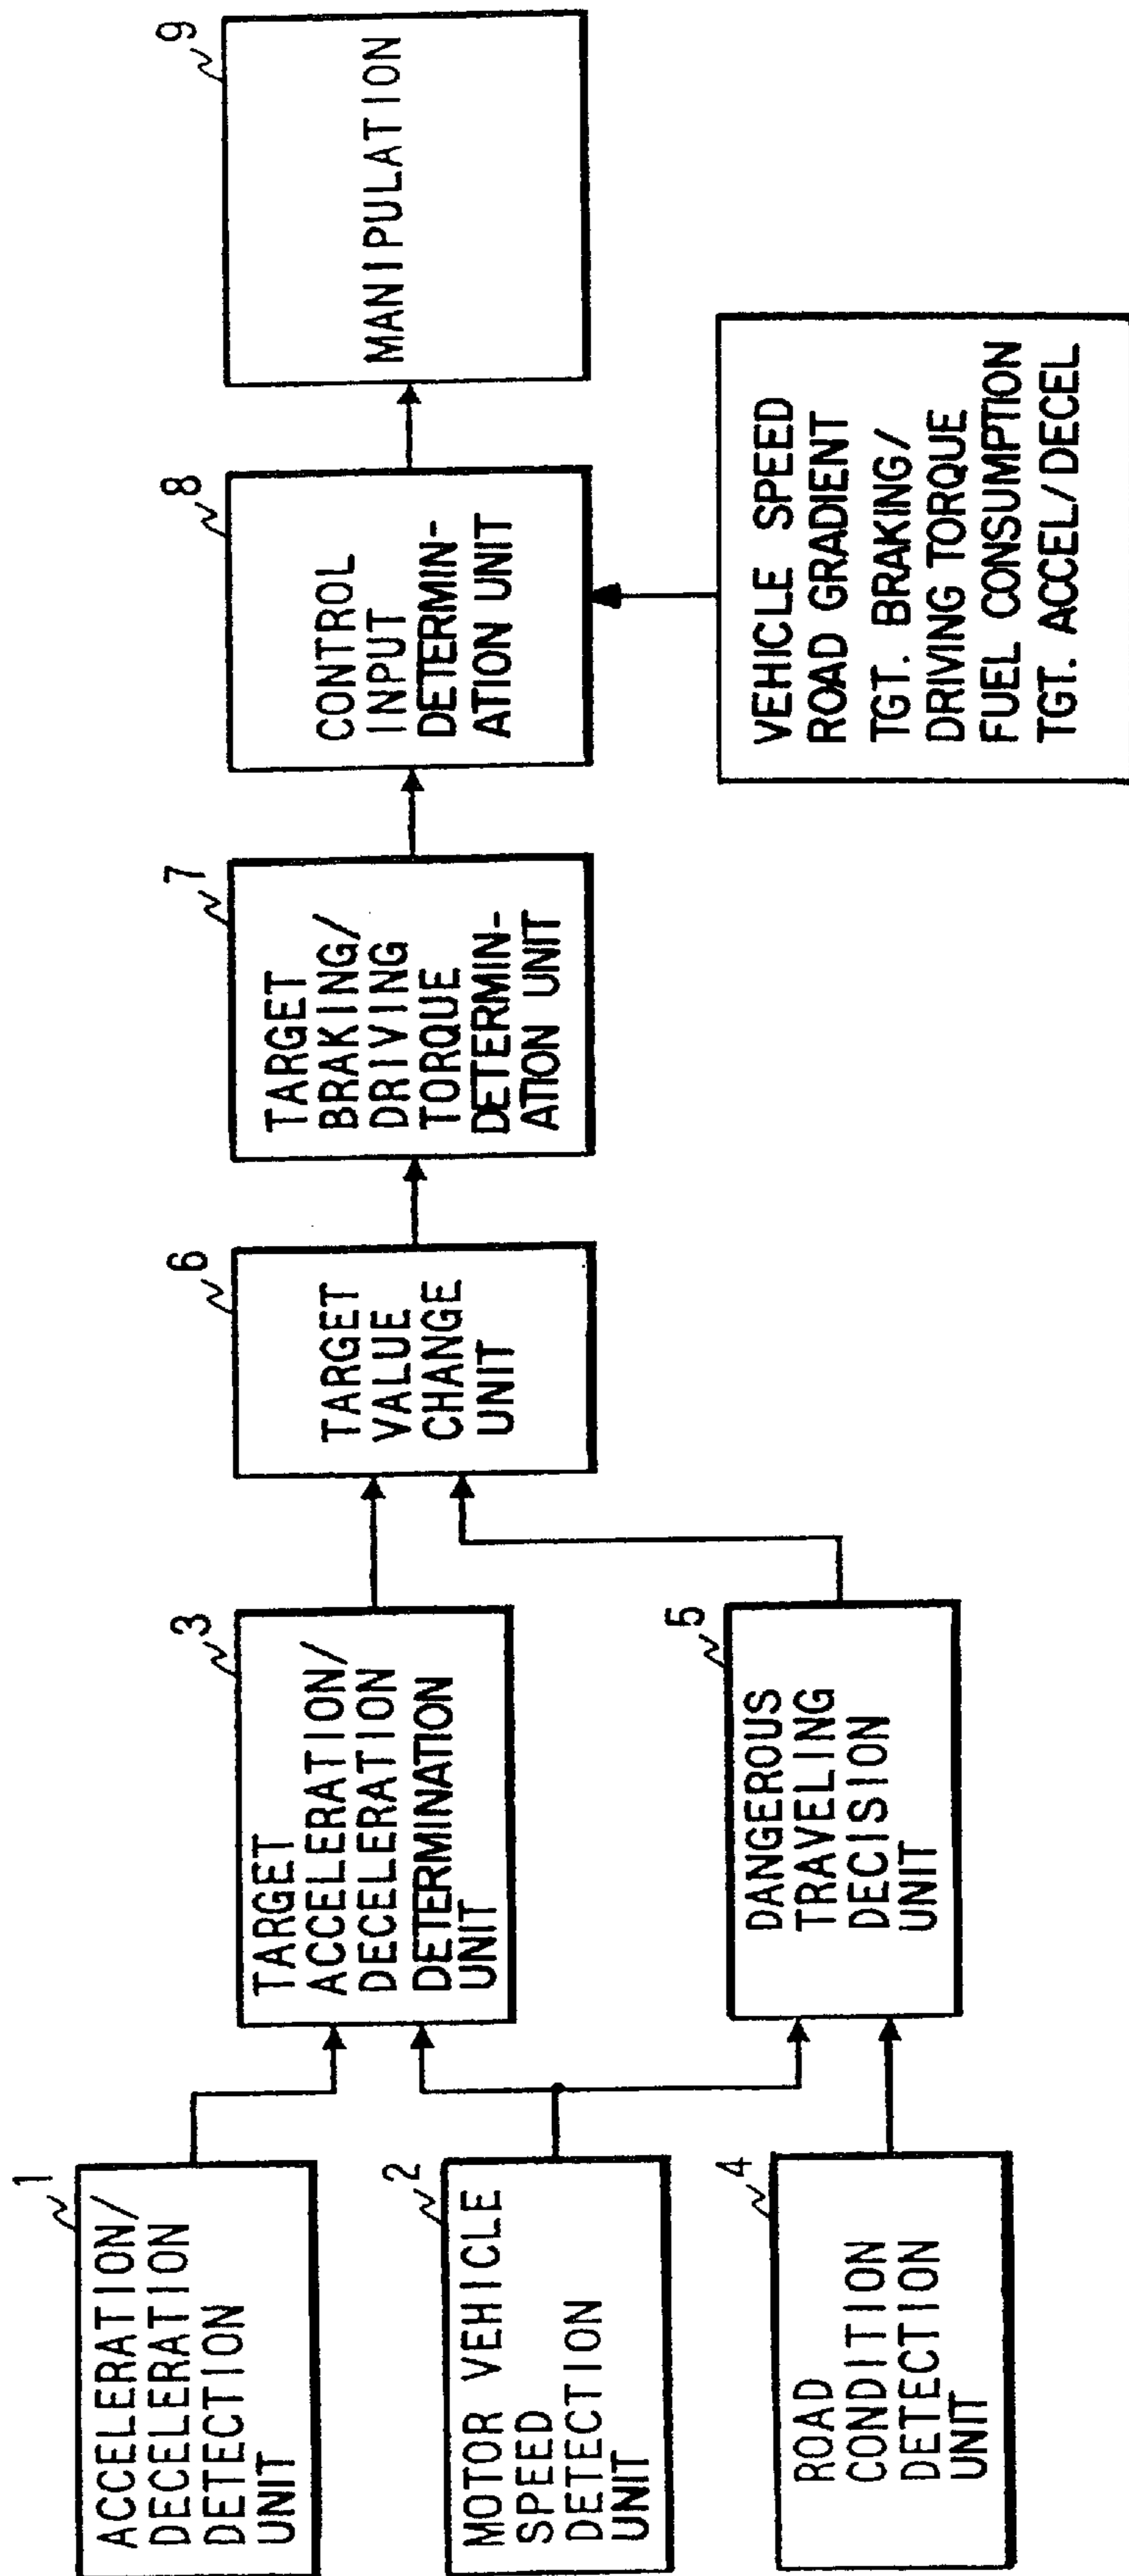 1
ACCELERATION/
DECELERATION
DETECTION
UNIT
2
MOTOR VEHICLE
SPEED
DETECTION
UNIT
4
ROAD
CONDITION
DETECTION
UNIT
3
TARGET
ACCELERATION/
DECELERATION
DETERMINATION
UNIT
5
DANGEROUS
TRAVELING
DECISION
UNIT
6
TARGET
VALUE
CHANGE
UNIT
7
TARGET
BRAKING/
DRIVING
TORQUE
DETERMIN-
ATION UNIT
8
CONTROL
INPUT
DETERMIN-
ATION UNIT
VEHICLE SPEED
ROAD GRADIENT
TGT. BRAKING/
DRIVING TORQUE
FUEL CONSUMPTION
TGT. ACCEL/DECEL
9
MANIPULATION